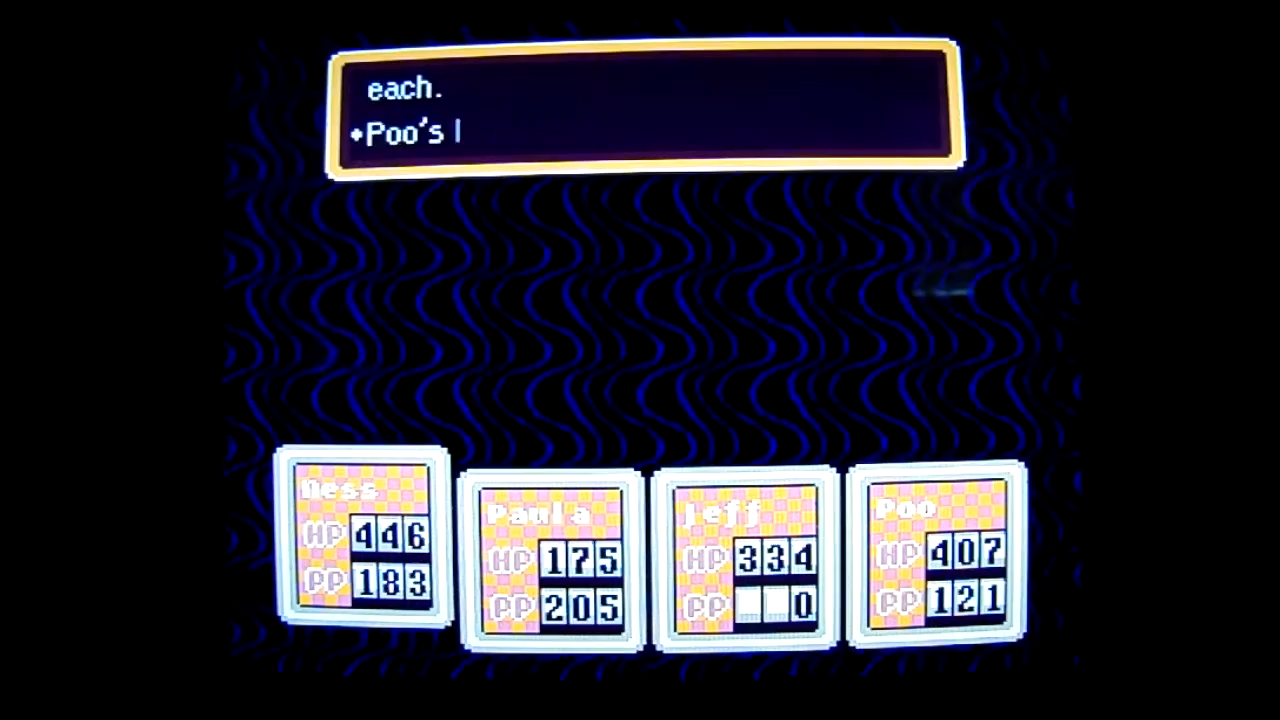 each.
•Poo's
Ness
HP 446
PP 183
Paula
HP 175
PP 205
Jeff
HP 334
PP 0
Poo
HP 407
PP 121